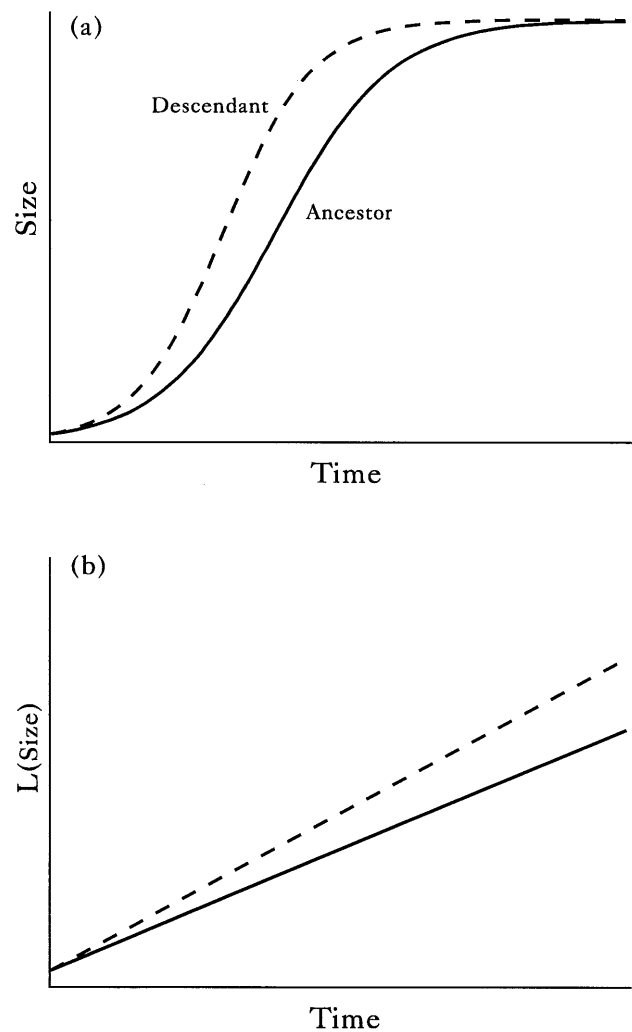 (a)
Descendant
Ancestor
Size
Time
(b)
L(Size)
Time